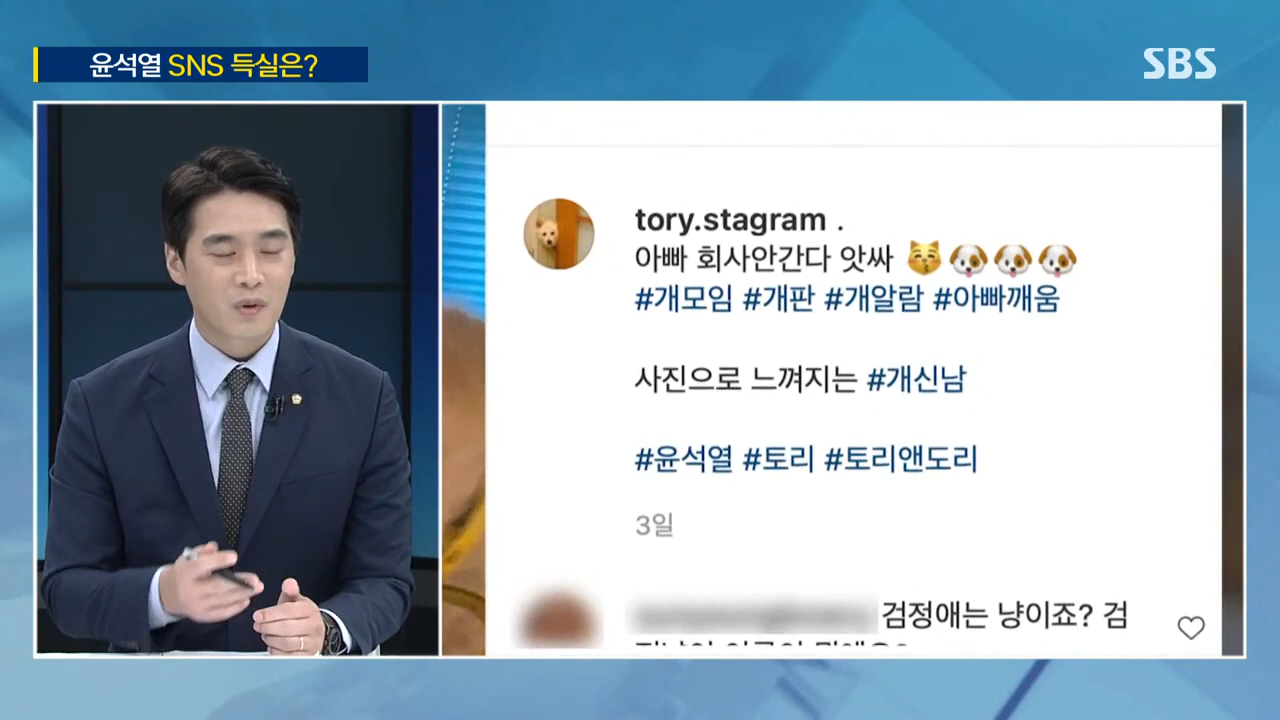 윤석열 SNS 득실은?
SBS
tory.stagram .
아빠 회사안간다 앗싸 😽🐶🐶🐶
#개모임 #개판 #개알람 #아빠깨움
사진으로 느껴지는 #개신남
#윤석열 #토리 #토리앤도리
3일
검정애는 냥이죠? 검